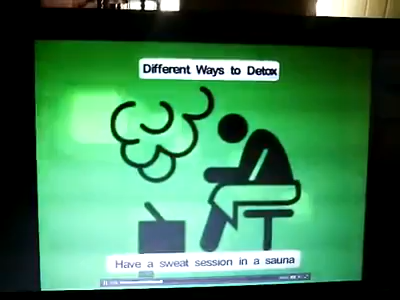 Different Ways to Detox
Have a sweat session in a sauna